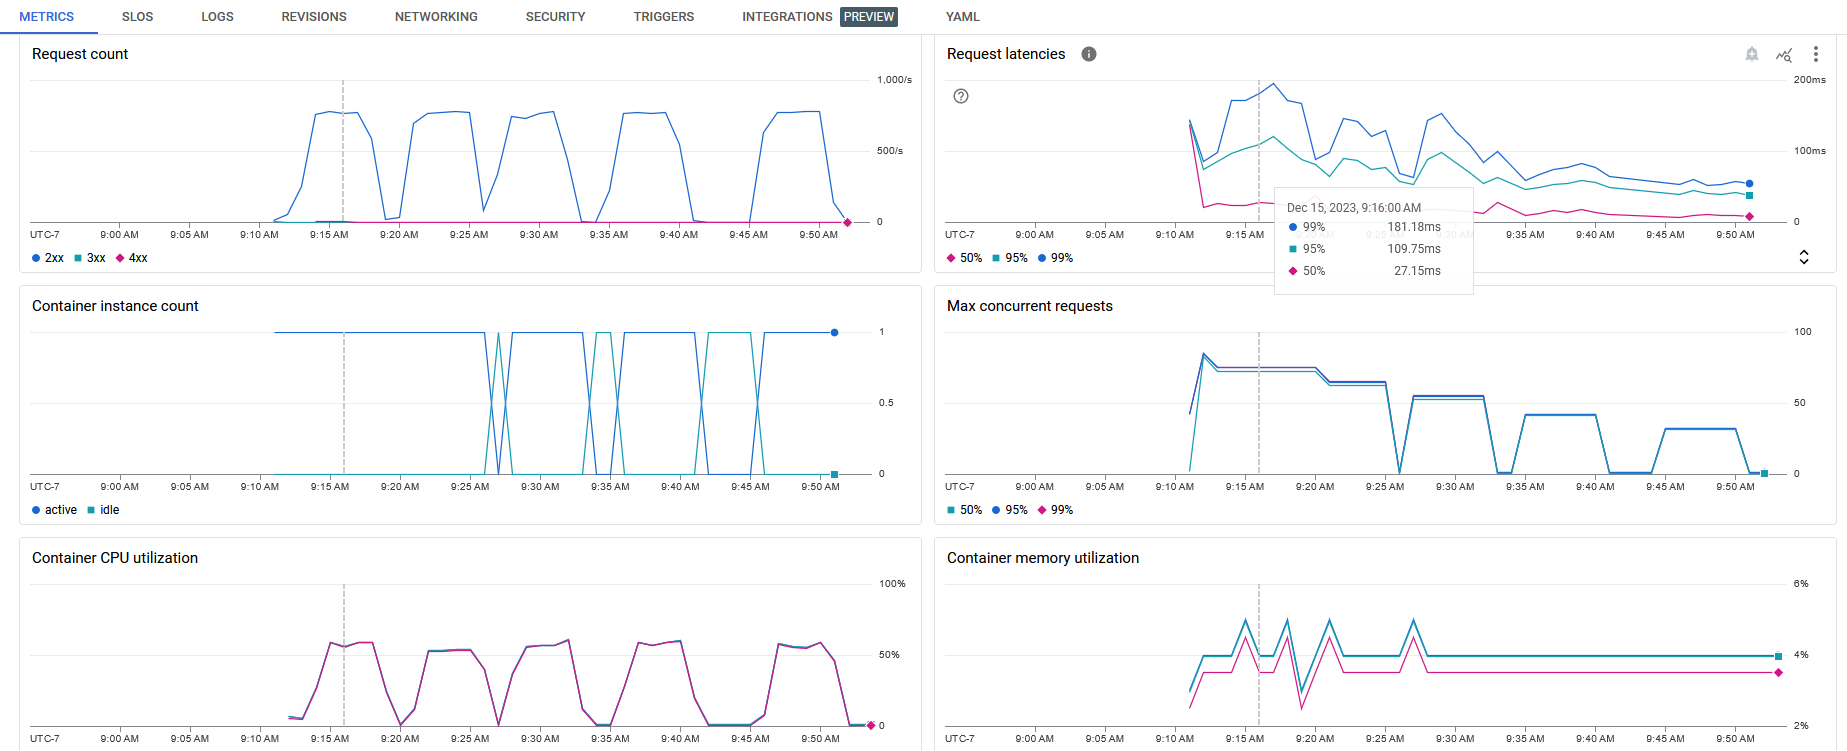 METRICS SLOS LOGS REVISIONS NETWORKING SECURITY TRIGGERS INTEGRATIONS PREVIEW YAML
Request count
1,000/s
500/s
0
UTC-7 9:00 AM 9:05 AM 9:10 AM 9:15 AM 9:20 AM 9:25 AM 9:30 AM 9:35 AM 9:40 AM 9:45 AM 9:50 AM
2xx 3xx 4xx
Request latencies
200ms
100ms
0
UTC-7 9:00 AM 9:05 AM 9:10 AM 9:15 AM 9:20 AM 9:25 AM 9:30 AM 9:35 AM 9:40 AM 9:45 AM 9:50 AM
50% 95% 99%
Dec 15, 2023, 9:16:00 AM
99% 181.18ms
95% 109.75ms
50% 27.15ms
Container instance count
1
0.5
0
UTC-7 9:00 AM 9:05 AM 9:10 AM 9:15 AM 9:20 AM 9:25 AM 9:30 AM 9:35 AM 9:40 AM 9:45 AM 9:50 AM
active idle
Max concurrent requests
100
50
0
UTC-7 9:00 AM 9:05 AM 9:10 AM 9:15 AM 9:20 AM 9:25 AM 9:30 AM 9:35 AM 9:40 AM 9:45 AM 9:50 AM
50% 95% 99%
Container CPU utilization
100%
50%
0
UTC-7 9:00 AM 9:05 AM 9:10 AM 9:15 AM 9:20 AM 9:25 AM 9:30 AM 9:35 AM 9:40 AM 9:45 AM 9:50 AM
Container memory utilization
6%
4%
2%
UTC-7 9:00 AM 9:05 AM 9:10 AM 9:15 AM 9:20 AM 9:25 AM 9:30 AM 9:35 AM 9:40 AM 9:45 AM 9:50 AM